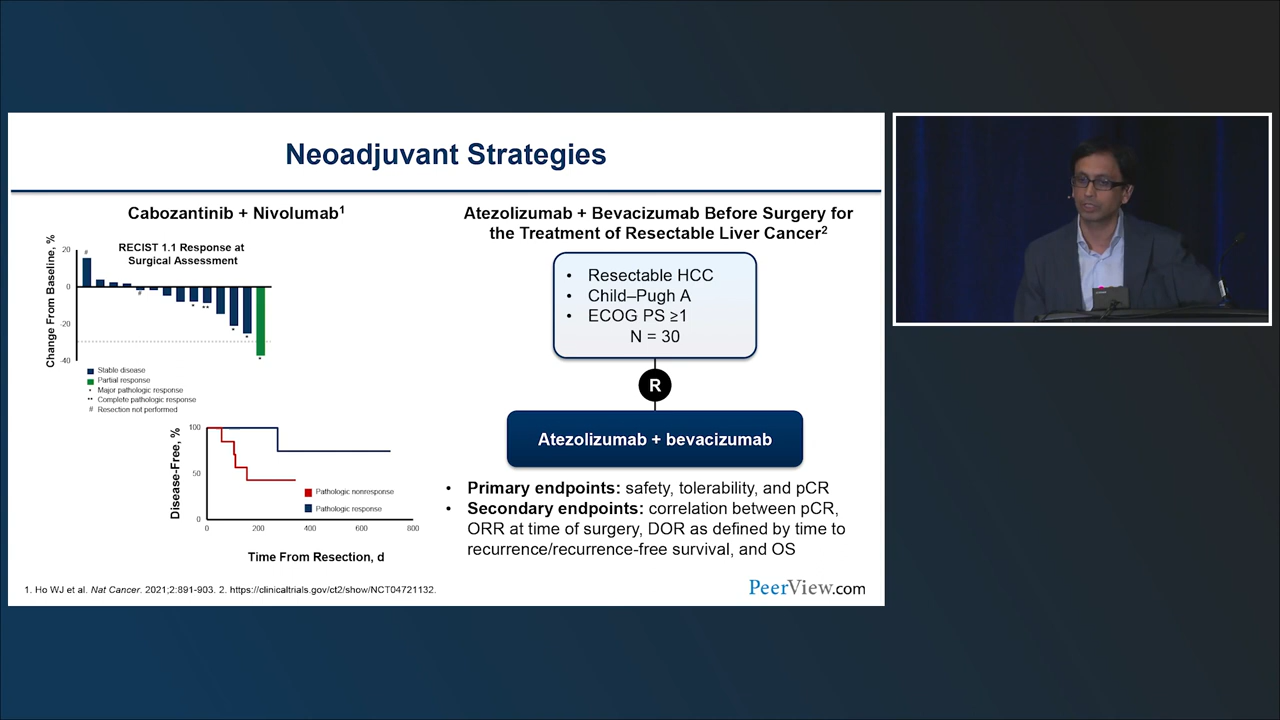 Neoadjuvant Strategies
Cabozantinib + Nivolumab¹
Change From Baseline, %
RECIST 1.1 Response at
Surgical Assessment
20
0
-20
-40
#
#
*
**
*
*
*
Stable disease
Partial response
* Major pathologic response
** Complete pathologic response
# Resection not performed
Disease-Free, %
100
50
0
0 200 400 600 800
Pathologic nonresponse
Pathologic response
Time From Resection, d
Atezolizumab + Bevacizumab Before Surgery for
the Treatment of Resectable Liver Cancer²
• Resectable HCC
• Child–Pugh A
• ECOG PS ≥1
N = 30
R
Atezolizumab + bevacizumab
• Primary endpoints: safety, tolerability, and pCR
• Secondary endpoints: correlation between pCR,
ORR at time of surgery, DOR as defined by time to
recurrence/recurrence-free survival, and OS
1. Ho WJ et al. Nat Cancer. 2021;2:891-903. 2. https://clinicaltrials.gov/ct2/show/NCT04721132.
PeerView.com